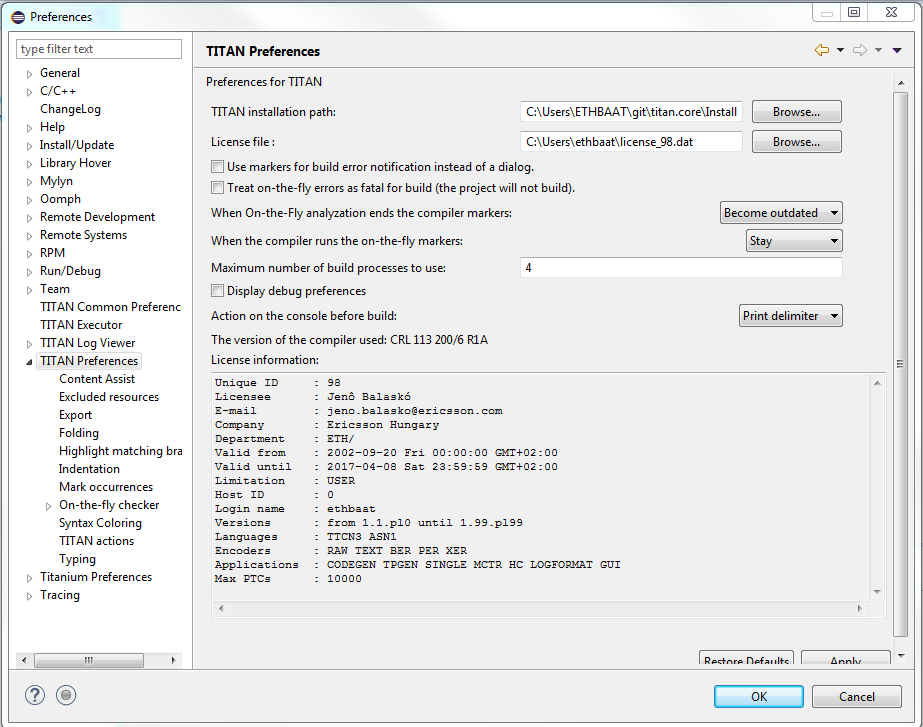 Preferences
type filter text
General
C/C++
ChangeLog
Help
Install/Update
Library Hover
Mylyn
Oomph
Remote Development
Remote Systems
RPM
Run/Debug
Team
TITAN Common Preferenc
TITAN Executor
TITAN Log Viewer
TITAN Preferences
Content Assist
Excluded resources
Export
Folding
Highlight matching bra
Indentation
Mark occurrences
On-the-fly checker
Syntax Coloring
TITAN actions
Typing
Titanium Preferences
Tracing
TITAN Preferences
Preferences for TITAN
TITAN installation path: C:\Users\ETHBAAT\git\titan.core\Install Browse...
License file : C:\Users\ethbaat\license_98.dat Browse...
Use markers for build error notification instead of a dialog.
Treat on-the-fly errors as fatal for build (the project will not build).
When On-the-Fly analyzation ends the compiler markers: Become outdated
When the compiler runs the on-the-fly markers: Stay
Maximum number of build processes to use: 4
Display debug preferences
Action on the console before build: Print delimiter
The version of the compiler used: CRL 113 200/6 R1A
License information:
Unique ID : 98
Licensee : Jenô Balaskó
E-mail : jeno.balasko@ericsson.com
Company : Ericsson Hungary
Department : ETH/
Valid from : 2002-09-20 Fri 00:00:00 GMT+02:00
Valid until : 2017-04-08 Sat 23:59:59 GMT+02:00
Limitation : USER
Host ID : 0
Login name : ethbaat
Versions : from 1.1.pl0 until 1.99.pl99
Languages : TTCN3 ASN1
Encoders : RAW TEXT BER PER XER
Applications : CODEGEN TPGEN SINGLE MCTR HC LOGFORMAT GUI
Max PTCs : 10000
Restore Defaults Apply
? OK Cancel